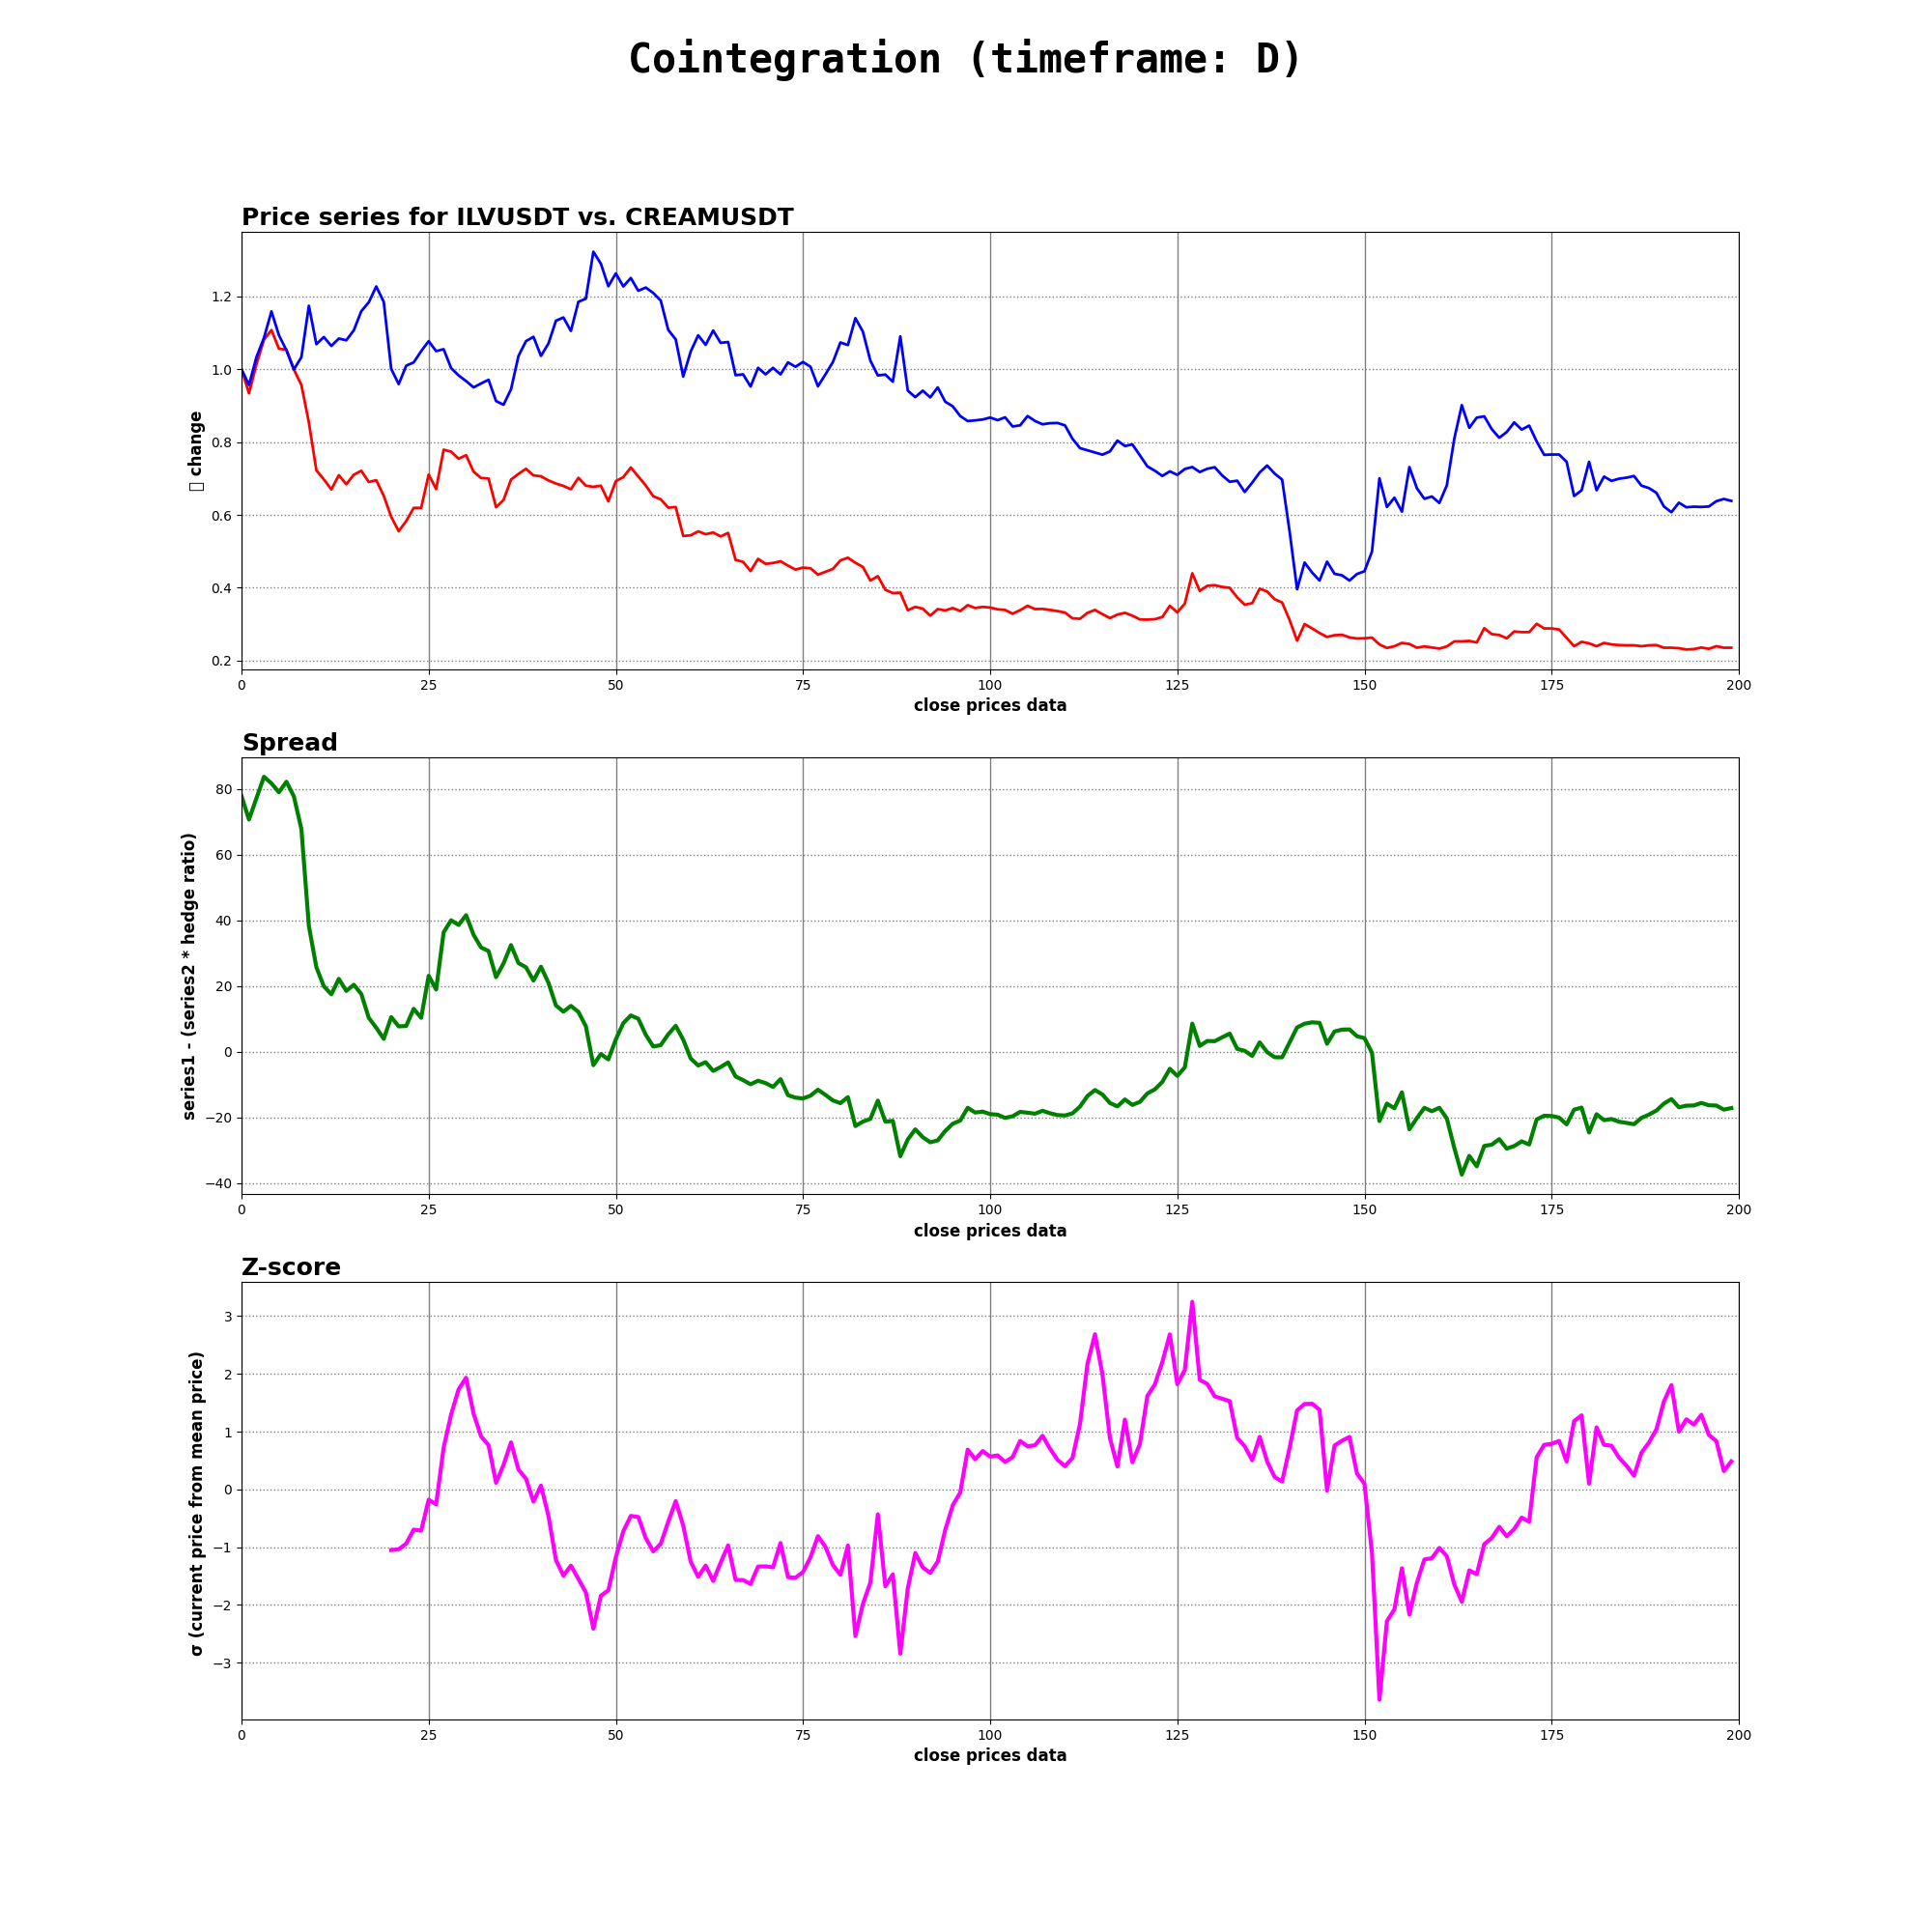 Cointegration (timeframe: D)
Price series for ILVUSDT vs. CREAMUSDT
change
1.2
1.0
0.8
0.6
0.4
0.2
0 25 50 75 100 125 150 175 200
close prices data
Spread
series1 - (series2 * hedge ratio)
80
60
40
20
0
−20
−40
0 25 50 75 100 125 150 175 200
close prices data
Z-score
σ (current price from mean price)
3
2
1
0
−1
−2
−3
0 25 50 75 100 125 150 175 200
close prices data